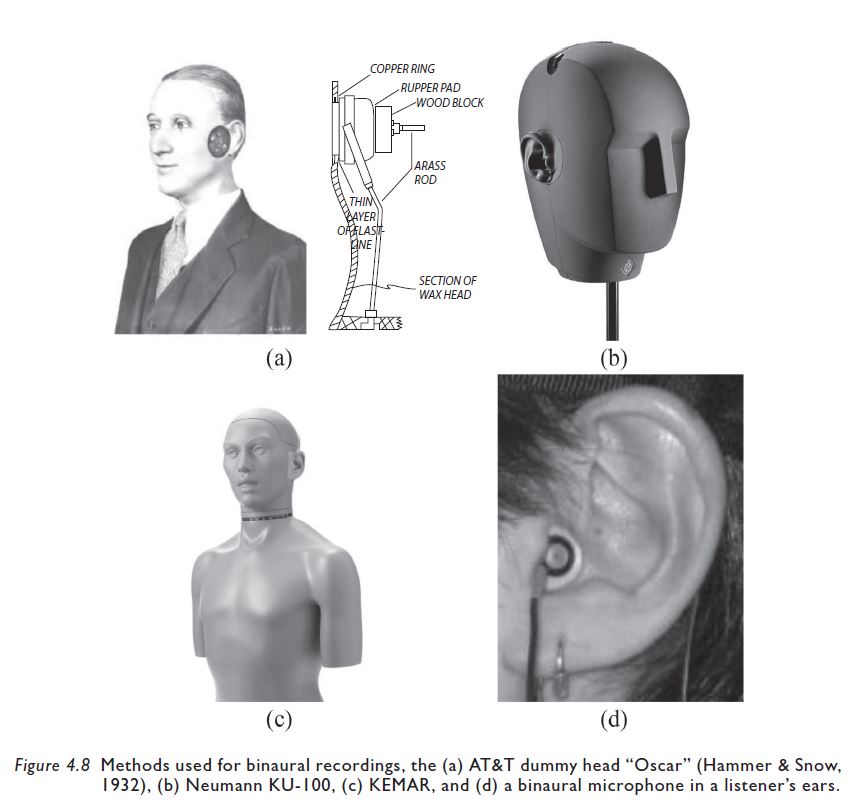 COPPER RING
RUPPER PAD
WOOD BLOCK
ARASS
ROD
THIN
LAYER
OF FLAST-
LINE
SECTION OF
WAX HEAD
(a)
(b)
(c)
(d)
Figure 4.8 Methods used for binaural recordings, the (a) AT&T dummy head “Oscar” (Hammer & Snow,
1932), (b) Neumann KU-100, (c) KEMAR, and (d) a binaural microphone in a listener’s ears.